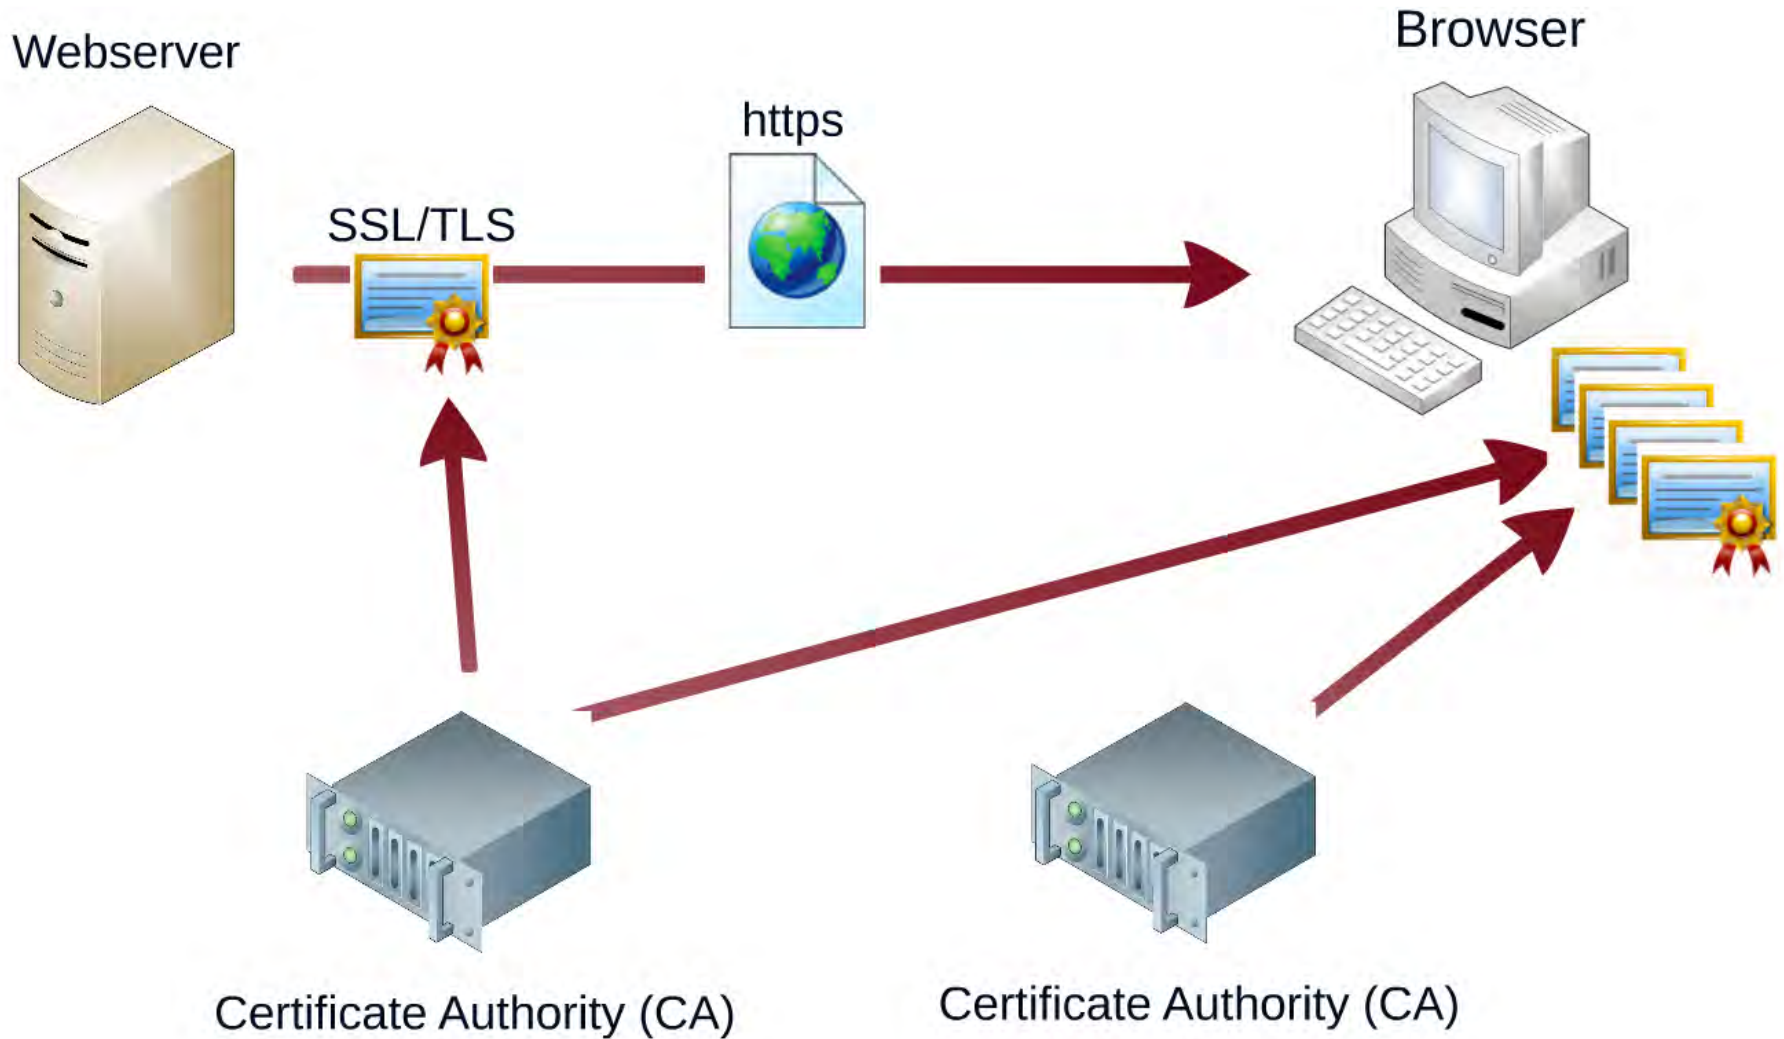 Webserver
Browser
https
SSL/TLS
Certificate Authority (CA)
Certificate Authority (CA)